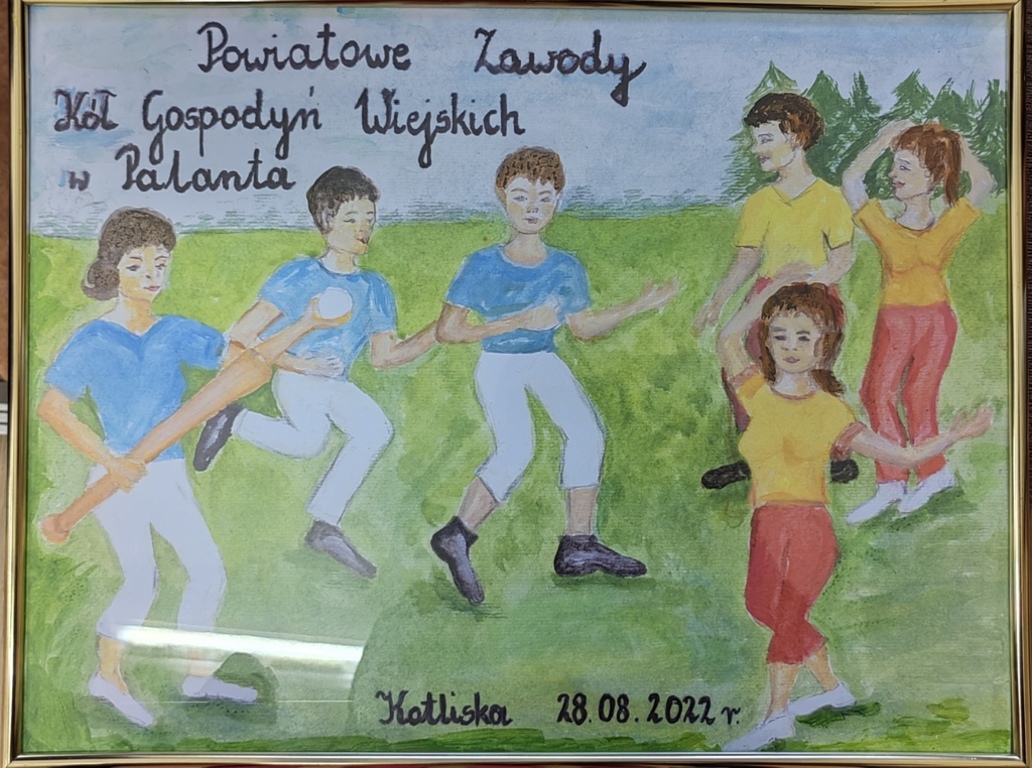 Powiatowe Zawody
Kół Gospodyń Wiejskich
w Palanta
Kotliska 28.08.2022 r.